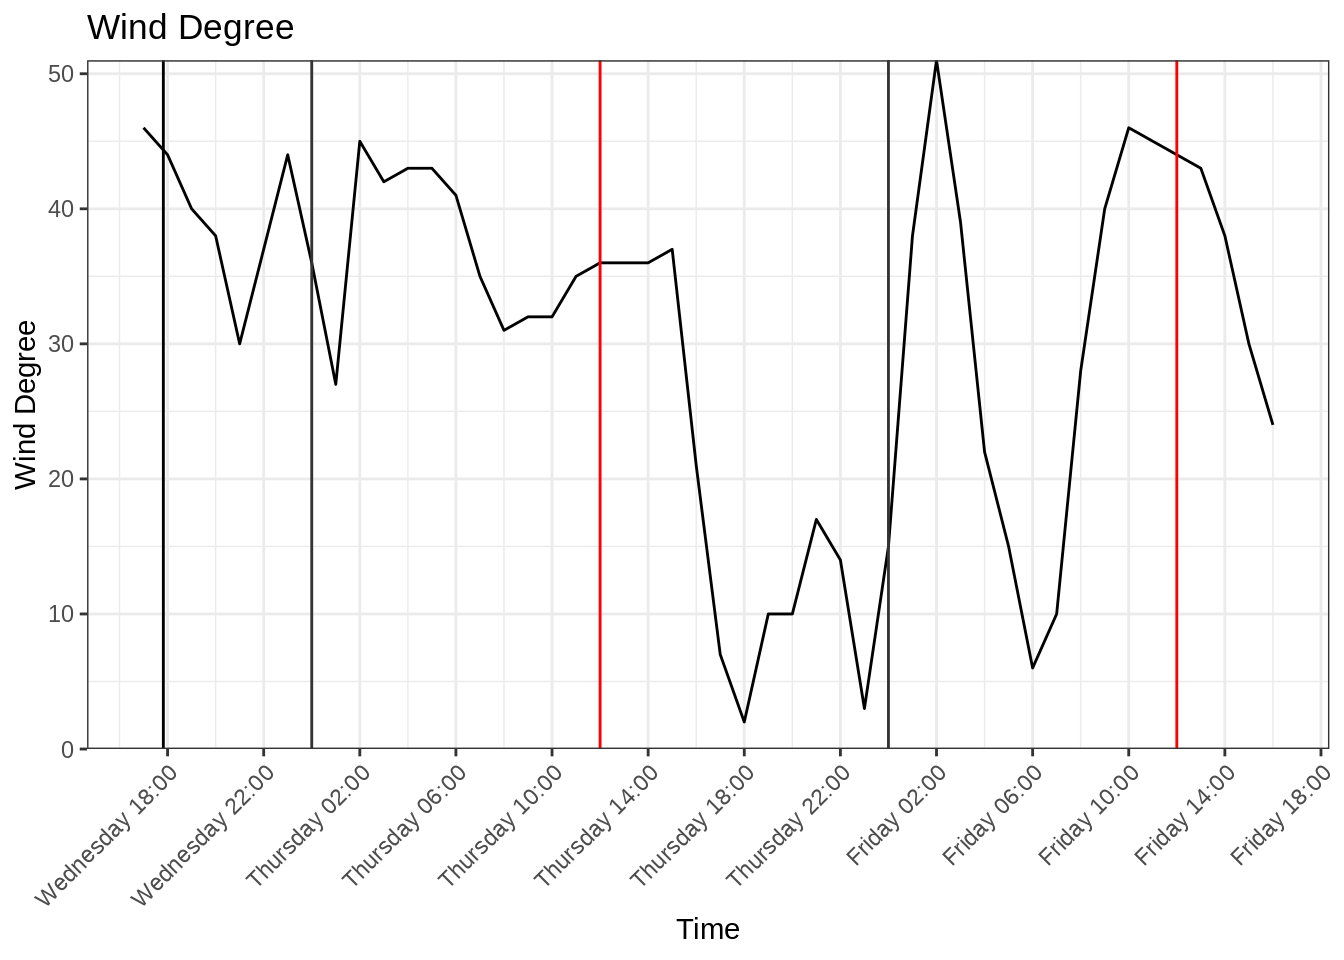 Wind Degree
Wind Degree
50
40
30
20
10
0
Wednesday 18:00
Wednesday 22:00
Thursday 02:00
Thursday 06:00
Thursday 10:00
Thursday 14:00
Thursday 18:00
Thursday 22:00
Friday 02:00
Friday 06:00
Friday 10:00
Friday 14:00
Friday 18:00
Time